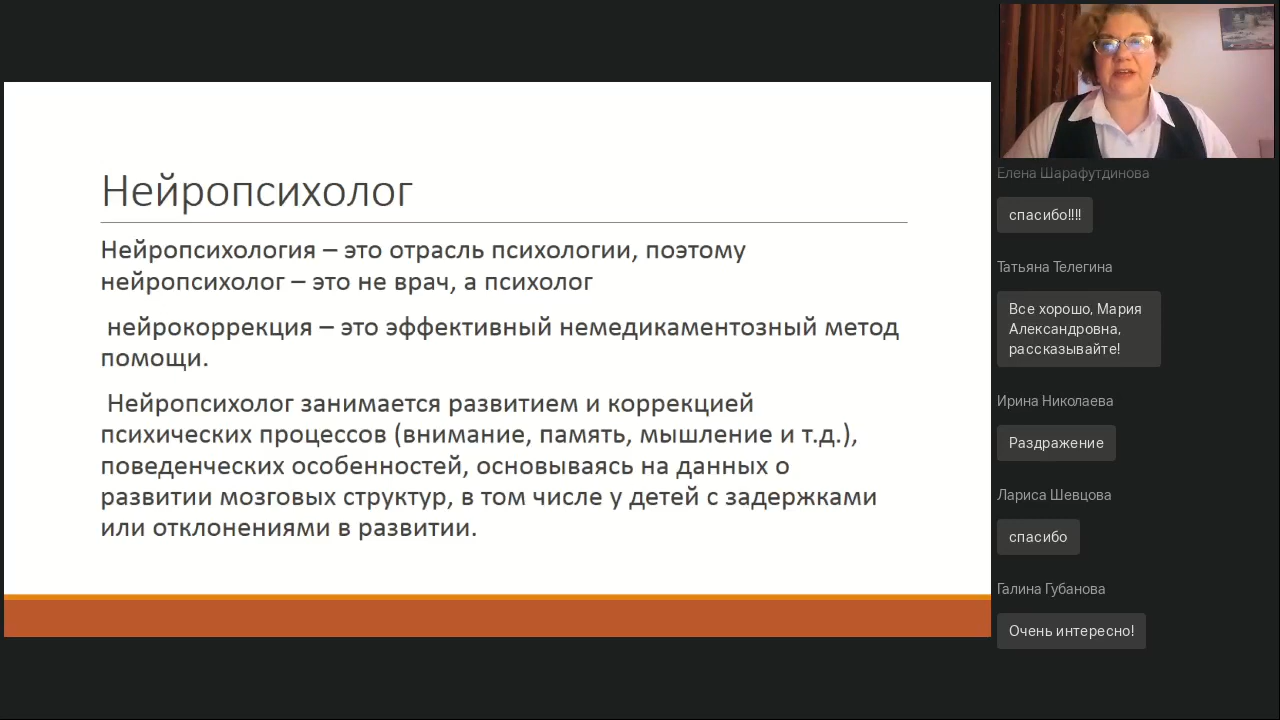 Нейропсихолог
Нейропсихология – это отрасль психологии, поэтому
нейропсихолог – это не врач, а психолог
нейрокоррекция – это эффективный немедикаментозный метод
помощи.
Нейропсихолог занимается развитием и коррекцией
психических процессов (внимание, память, мышление и т.д.),
поведенческих особенностей, основываясь на данных о
развитии мозговых структур, в том числе у детей с задержками
или отклонениями в развитии.
Елена Шарафутдинова
спасибо!!!!
Татьяна Телегина
Все хорошо, Мария
Александровна,
рассказывайте!
Ирина Николаева
Раздражение
Лариса Шевцова
спасибо
Галина Губанова
Очень интересно!